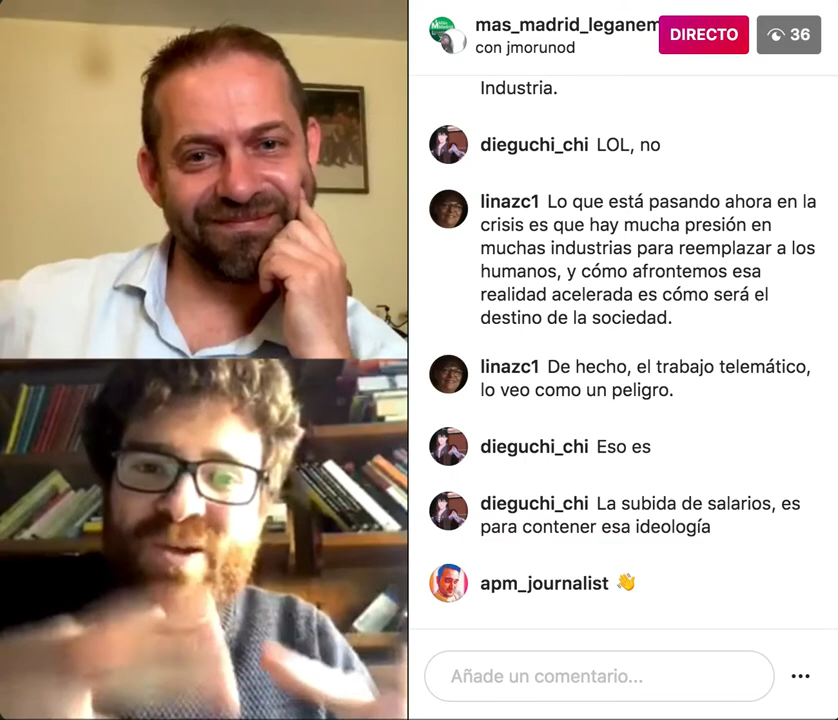 mas_madrid_leganem
con jmorunod
DIRECTO
36
Industria.
dieguchi_chi LOL, no
linazc1 Lo que está pasando ahora en la
crisis es que hay mucha presión en
muchas industrias para reemplazar a los
humanos, y cómo afrontemos esa
realidad acelerada es cómo será el
destino de la sociedad.
linazc1 De hecho, el trabajo telemático,
lo veo como un peligro.
dieguchi_chi Eso es
dieguchi_chi La subida de salarios, es
para contener esa ideología
apm_journalist 👋
Añade un comentario...